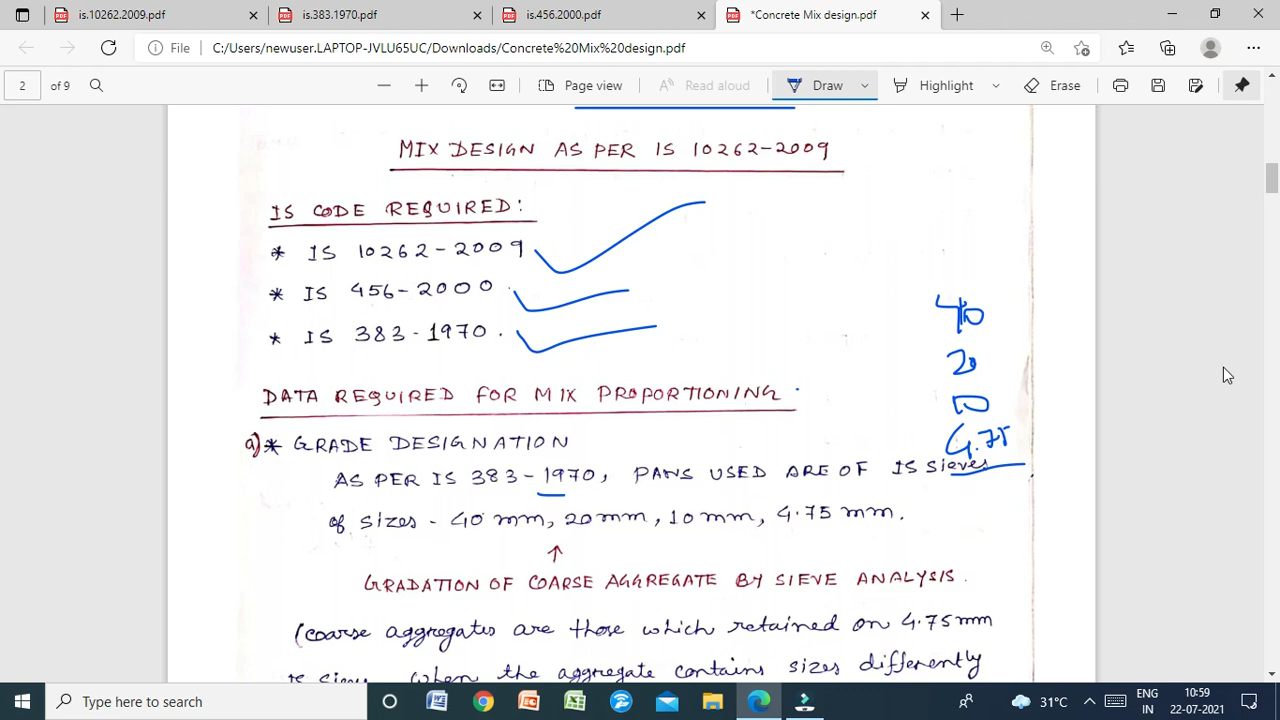 is.10262.2009.pdf
is.383.1970.pdf
is.456.2000.pdf
*Concrete Mix design.pdf
File C:/Users/newuser.LAPTOP-JVLU65UC/Downloads/Concrete%20Mix%20design.pdf
2 of 9 Page view Read aloud Draw Highlight Erase
MIX DESIGN AS PER IS 10262-2009
IS CODE REQUIRED:
* IS 10262-2009
* IS 456-2000.
* IS 383-1970.
40
20
10
4.75
DATA REQUIRED FOR MIX PROPORTIONING.
a)* GRADE DESIGNATION
AS PER IS 383-1970, PANS USED ARE OF IS Sieves
of sizes - 40 mm, 20mm, 10mm, 4.75 mm.
↑
GRADATION OF COARSE AGGREGATE BY SIEVE ANALYSIS.
(coarse aggregates are those which retained on 4.75mm
when the aggregate contains sizes differently
Type here to search
31°C
ENG
IN
10:59
22-07-2021